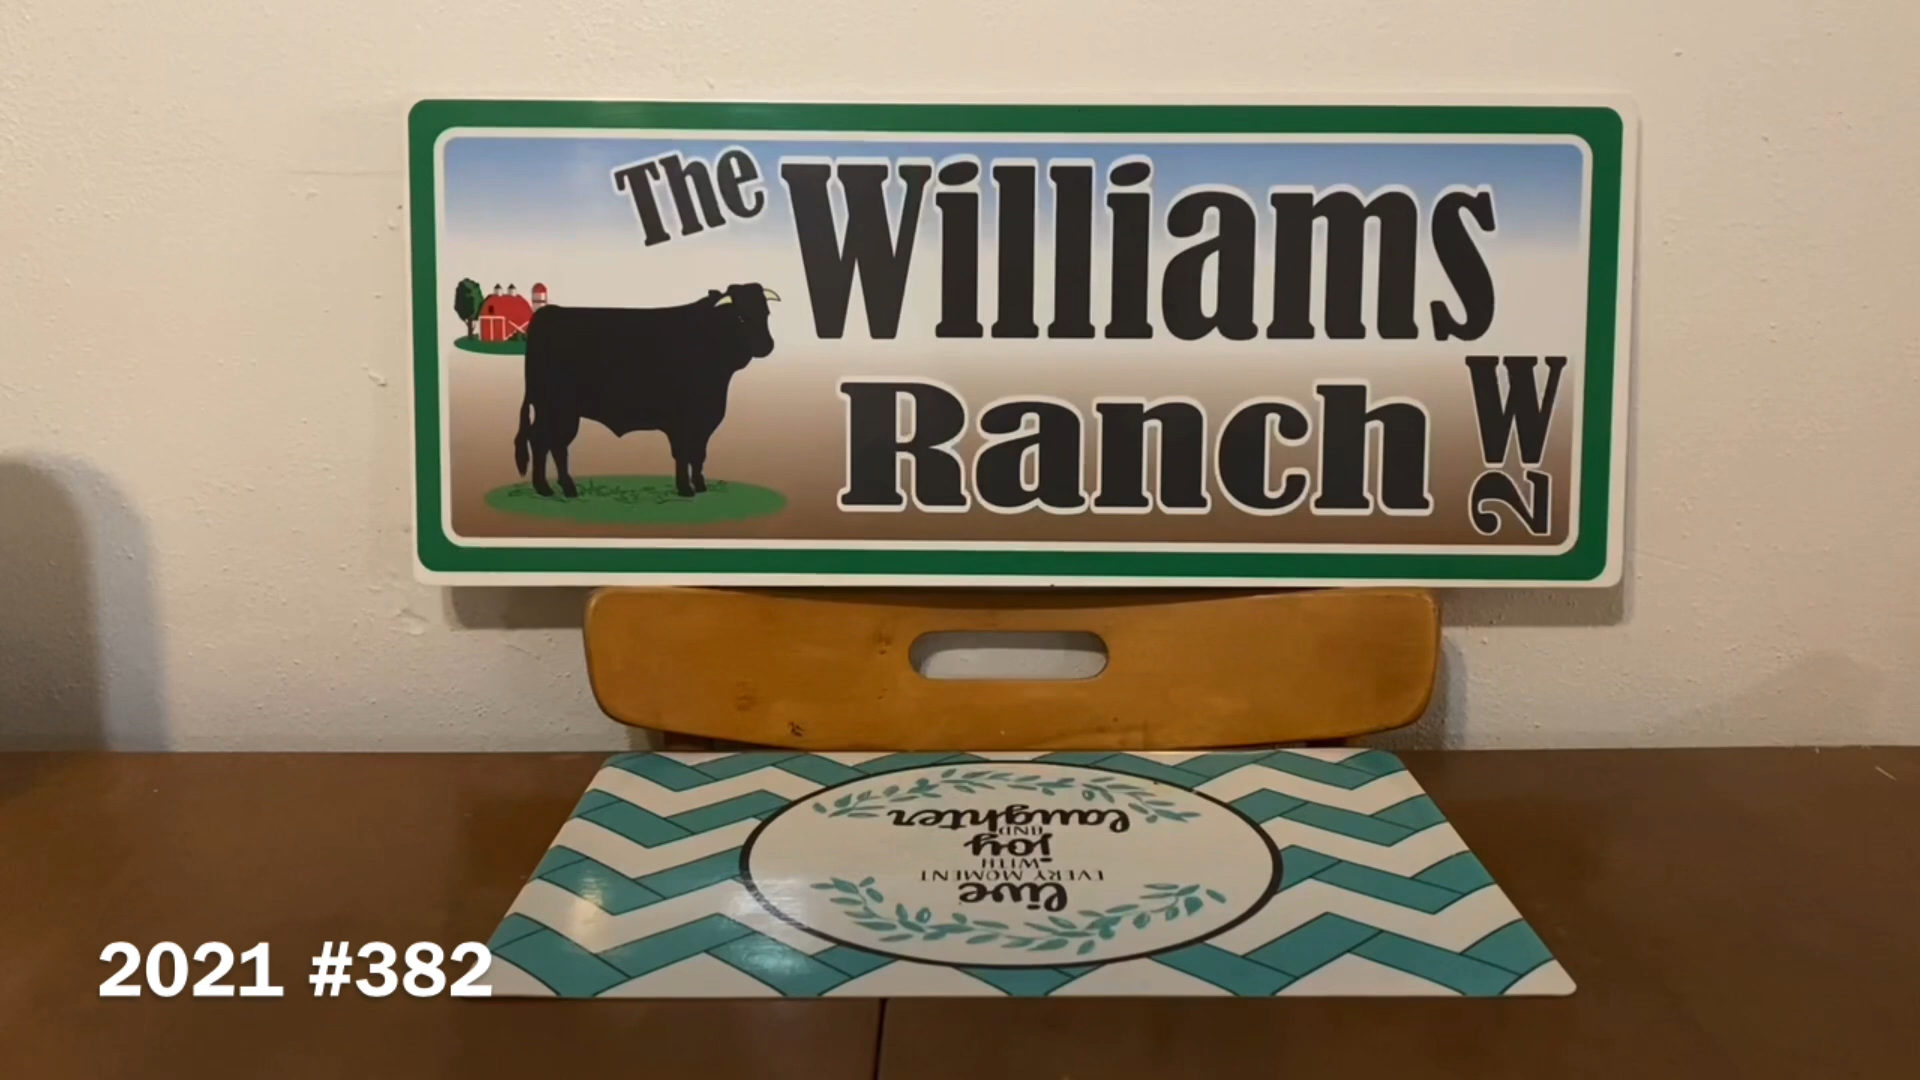 The Williams
Ranch
W2
live
EVERY MOMENT
WITH
joy
AND
laughter
2021 #382